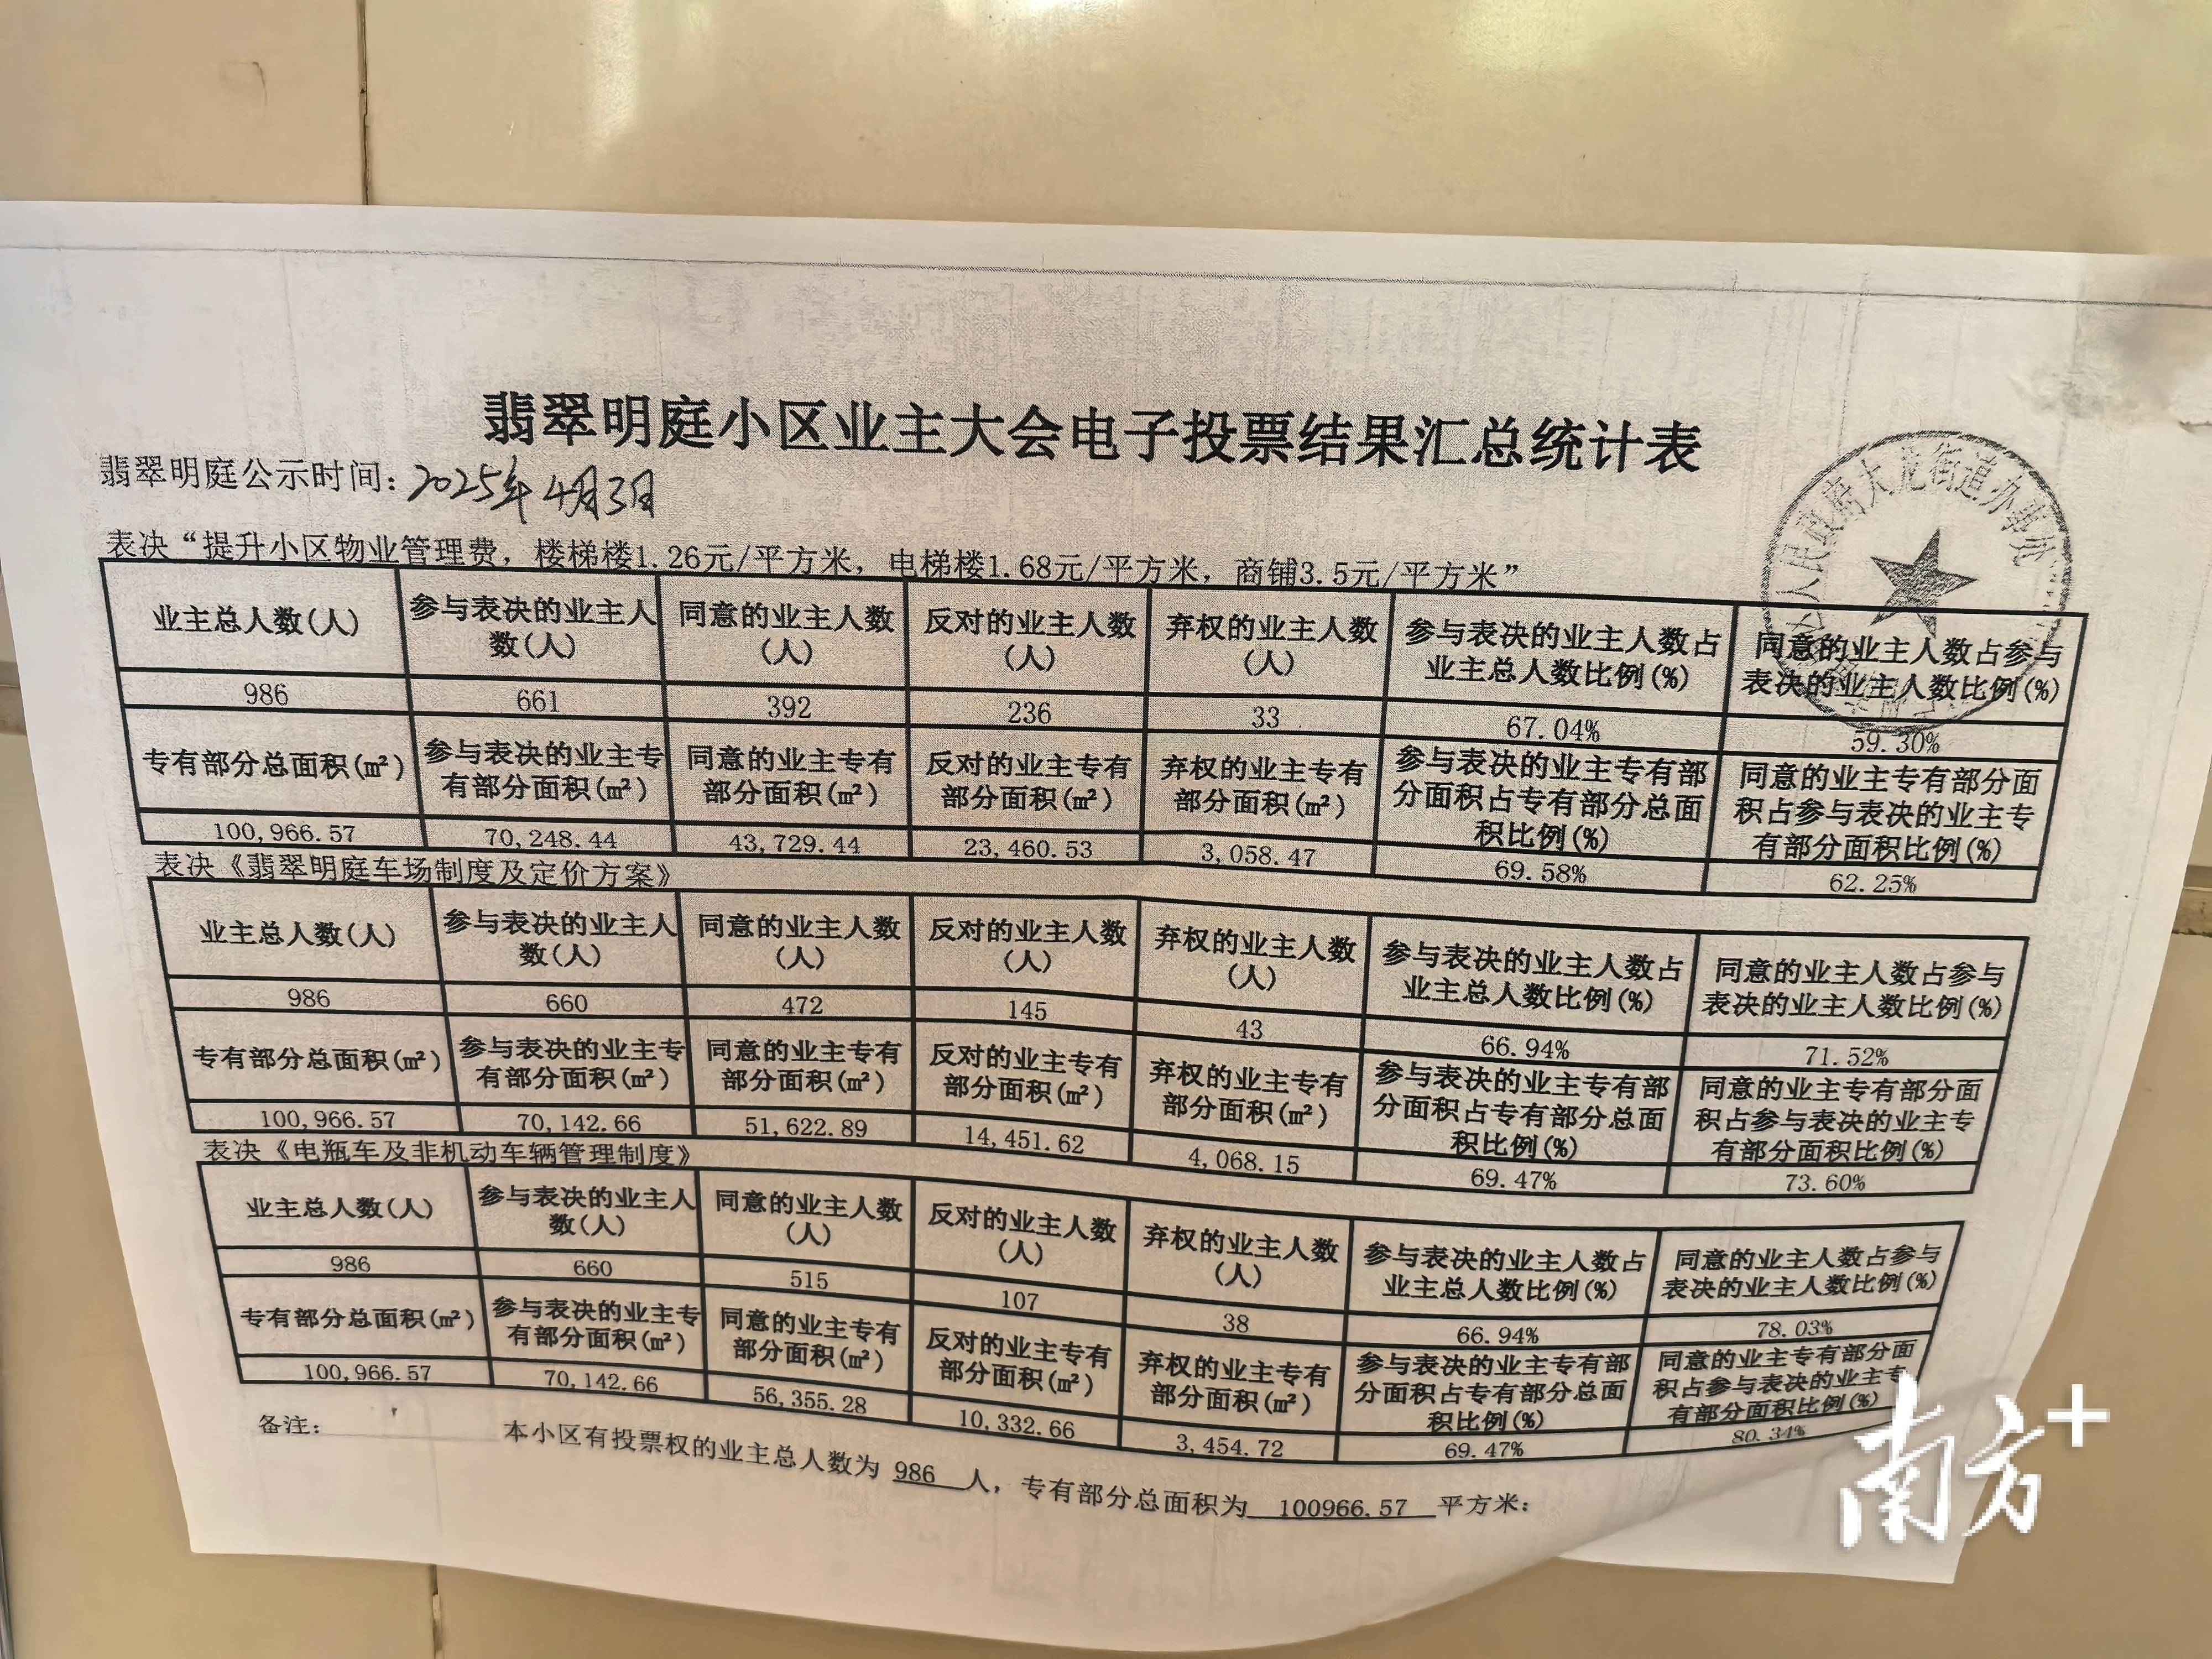 翡翠明庭小区业主大会电子投票结果汇总统计表
翡翠明庭公示时间：2025年4月3日
人民政府大龙街道办事
表决“提升小区物业管理费，楼梯楼1.26元/平方米，电梯楼1.68元/平方米，商铺3.5元/平方米”
业主总人数(人) 参与表决的业主人数(人) 同意的业主人数(人) 反对的业主人数(人) 弃权的业主人数(人) 参与表决的业主人数占业主总人数比例(%) 同意的业主人数占参与表决的业主人数比例(%)
986 661 392 236 33 67.04% 59.30%
专有部分总面积(㎡) 参与表决的业主专有部分面积(㎡) 同意的业主专有部分面积(㎡) 反对的业主专有部分面积(㎡) 弃权的业主专有部分面积(㎡) 参与表决的业主专有部分面积占专有部分总面积比例(%) 同意的业主专有部分面积占参与表决的业主专有部分面积比例(%)
100,966.57 70,248.44 43,729.44 23,460.53 3,058.47 69.58% 62.25%
表决《翡翠明庭车场制度及定价方案》
业主总人数(人) 参与表决的业主人数(人) 同意的业主人数(人) 反对的业主人数(人) 弃权的业主人数(人) 参与表决的业主人数占业主总人数比例(%) 同意的业主人数占参与表决的业主人数比例(%)
986 660 472 145 43 66.94% 71.52%
专有部分总面积(㎡) 参与表决的业主专有部分面积(㎡) 同意的业主专有部分面积(㎡) 反对的业主专有部分面积(㎡) 弃权的业主专有部分面积(㎡) 参与表决的业主专有部分面积占专有部分总面积比例(%) 同意的业主专有部分面积占参与表决的业主专有部分面积比例(%)
100,966.57 70,142.66 51,622.89 14,451.62 4,068.15 69.47% 73.60%
表决《电瓶车及非机动车辆管理制度》
业主总人数(人) 参与表决的业主人数(人) 同意的业主人数(人) 反对的业主人数(人) 弃权的业主人数(人) 参与表决的业主人数占业主总人数比例(%) 同意的业主人数占参与表决的业主人数比例(%)
986 660 515 107 38 66.94% 78.03%
专有部分总面积(㎡) 参与表决的业主专有部分面积(㎡) 同意的业主专有部分面积(㎡) 反对的业主专有部分面积(㎡) 弃权的业主专有部分面积(㎡) 参与表决的业主专有部分面积占专有部分总面积比例(%) 同意的业主专有部分面积占参与表决的业主专有部分面积比例(%)
100,966.57 70,142.66 56,355.28 10,332.66 3,454.72 69.47% 80.34%
备注： 本小区有投票权的业主总人数为 986 人，专有部分总面积为 100966.57 平方米：
南方+